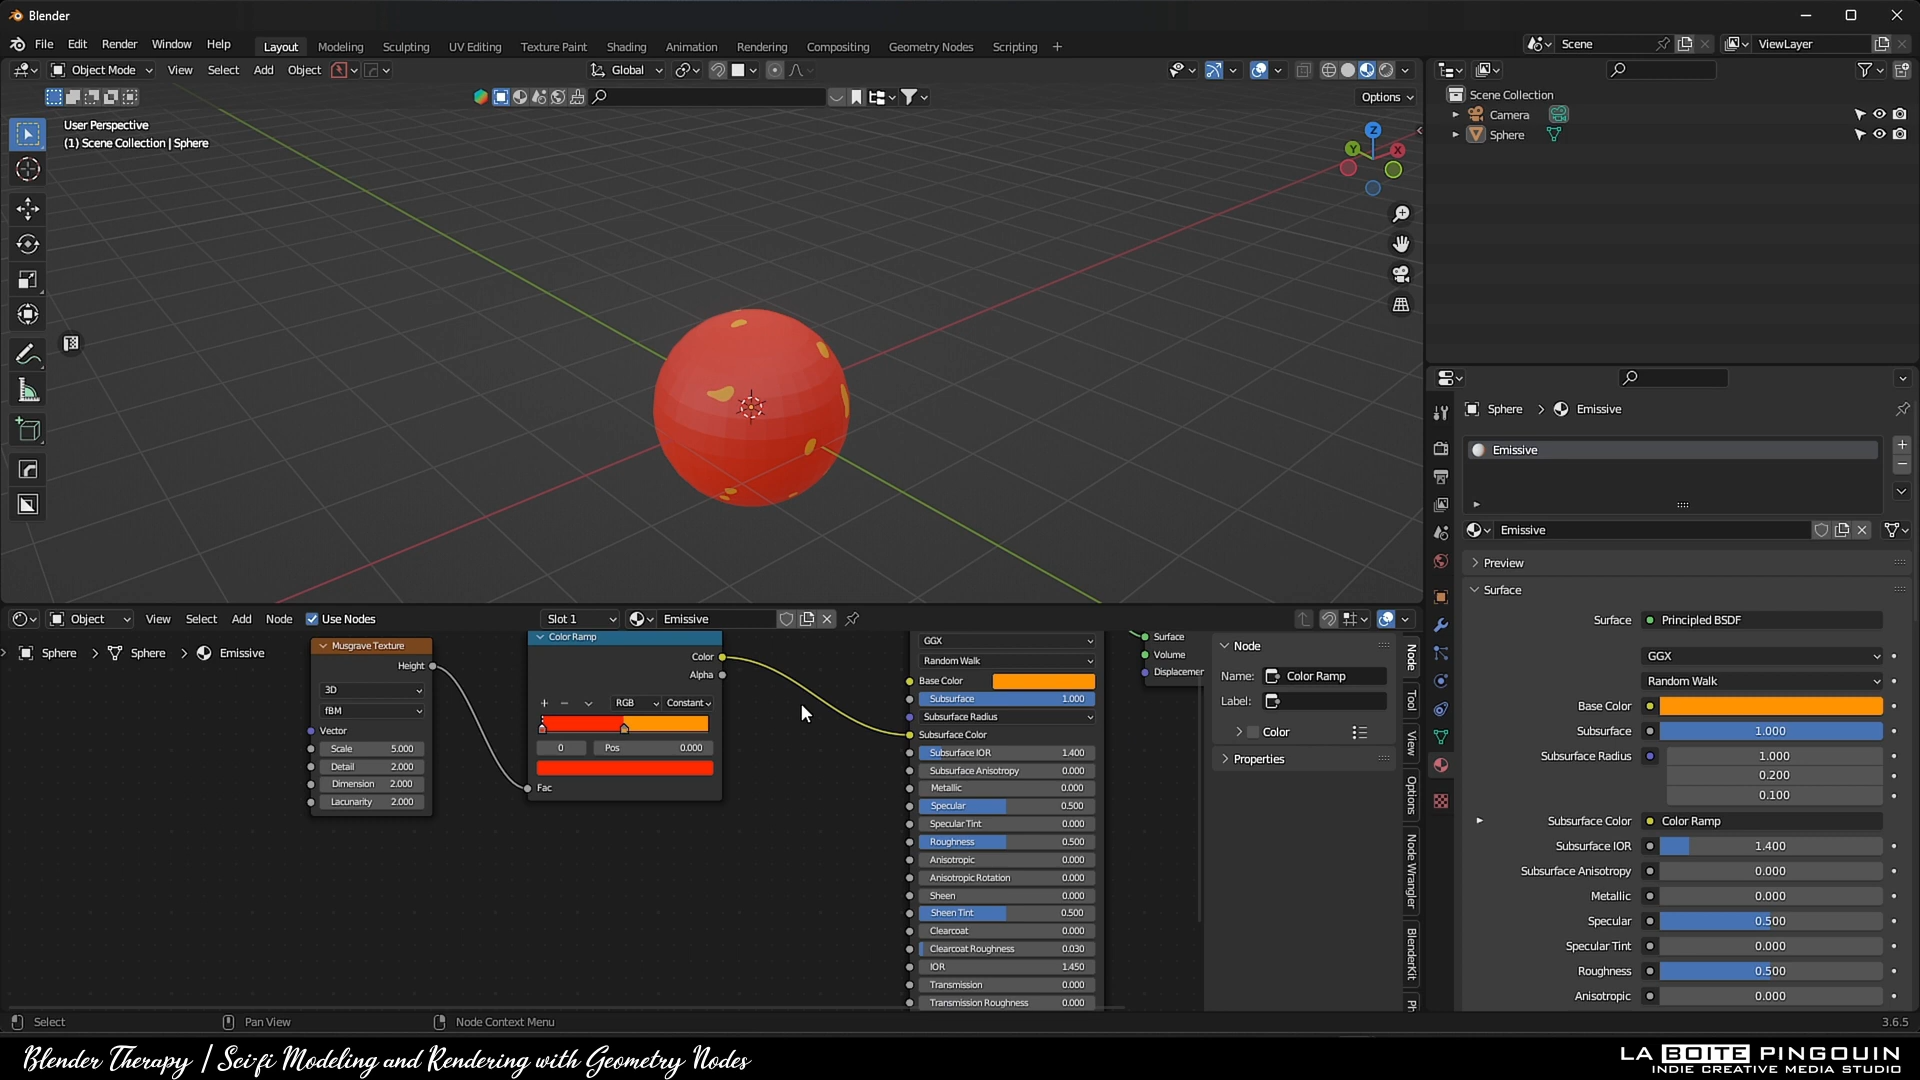 Blender
File Edit Render Window Help Layout Modeling Sculpting UV Editing Texture Paint Shading Animation Rendering Compositing Geometry Nodes Scripting + Scene ViewLayer
Object Mode View Select Add Object Global
Options
User Perspective
(1) Scene Collection | Sphere
Z
Y X
Scene Collection
Camera
Sphere
Sphere > Emissive
Emissive
Emissive
Preview
Surface
Surface Principled BSDF
GGX
Random Walk
Base Color
Subsurface 1.000
Subsurface Radius 1.000
0.200
0.100
Subsurface Color Color Ramp
Subsurface IOR 1.400
Subsurface Anisotropy 0.000
Metallic 0.000
Specular 0.500
Specular Tint 0.000
Roughness 0.500
Anisotropic 0.000
Object View Select Add Node Use Nodes Slot 1 Emissive
Sphere > Sphere > Emissive
Musgrave Texture
Height
3D
fBM
Vector
Scale 5.000
Detail 2.000
Dimension 2.000
Lacunarity 2.000
Color Ramp
Color
Alpha
+ − RGB Constant
0 Pos 0.000
Fac
GGX
Random Walk
Base Color
Subsurface 1.000
Subsurface Radius
Subsurface Color
Subsurface IOR 1.400
Subsurface Anisotropy 0.000
Metallic 0.000
Specular 0.500
Specular Tint 0.000
Roughness 0.500
Anisotropic 0.000
Anisotropic Rotation 0.000
Sheen 0.000
Sheen Tint 0.500
Clearcoat 0.000
Clearcoat Roughness 0.030
IOR 1.450
Transmission 0.000
Transmission Roughness 0.000
Surface
Volume
Displacemer
Node
Name: Color Ramp
Label:
Color
Properties
Node
Tool
View
Options
Node Wrangler
BlenderKit
Select Pan View Node Context Menu 3.6.5
Blender Therapy | Sci-fi Modeling and Rendering with Geometry Nodes
LA BOITE PINGOUIN
INDIE CREATIVE MEDIA STUDIO